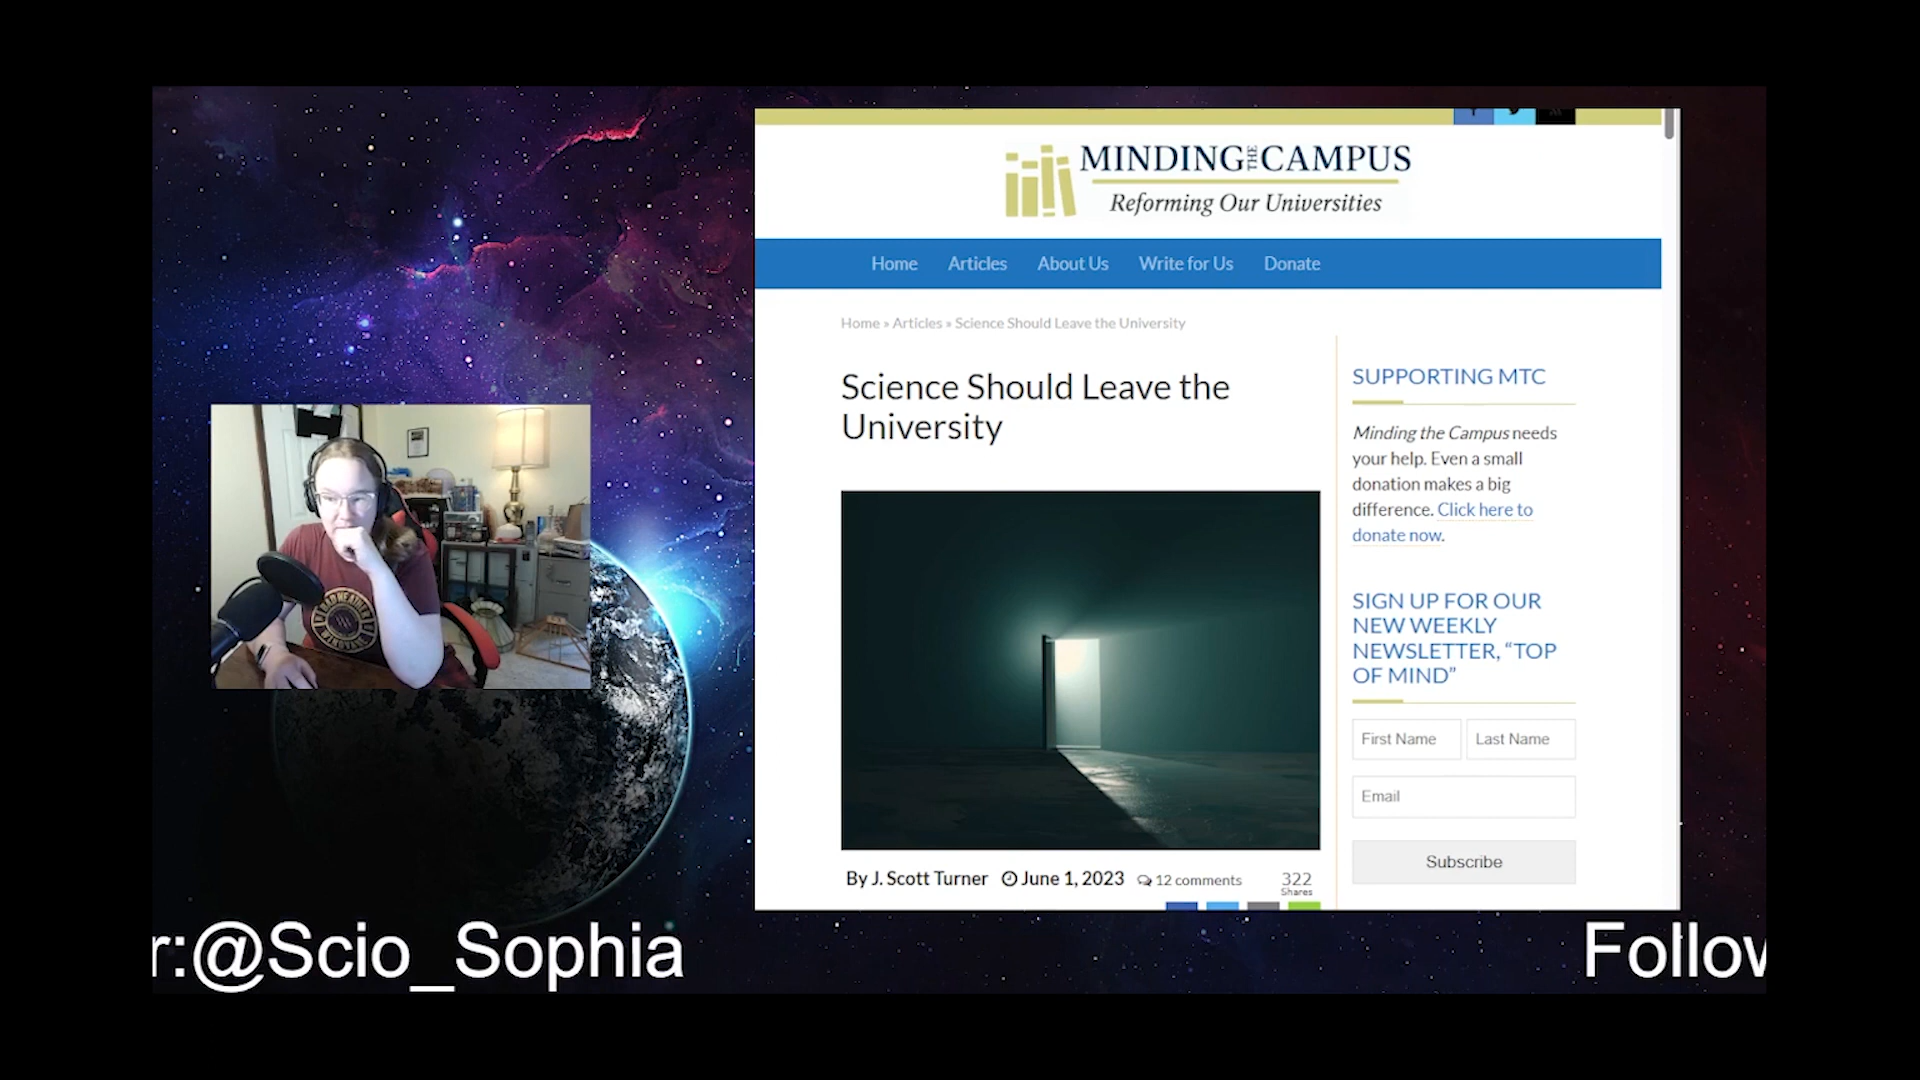 MINDING THE CAMPUS
Reforming Our Universities
Home Articles About Us Write for Us Donate
Home » Articles » Science Should Leave the University
Science Should Leave the
University
By J. Scott Turner June 1, 2023 12 comments 322
Shares
SUPPORTING MTC
Minding the Campus needs
your help. Even a small
donation makes a big
difference. Click here to
donate now.
SIGN UP FOR OUR
NEW WEEKLY
NEWSLETTER, “TOP
OF MIND”
First Name Last Name
Email
Subscribe
r:@Scio_Sophia Follow